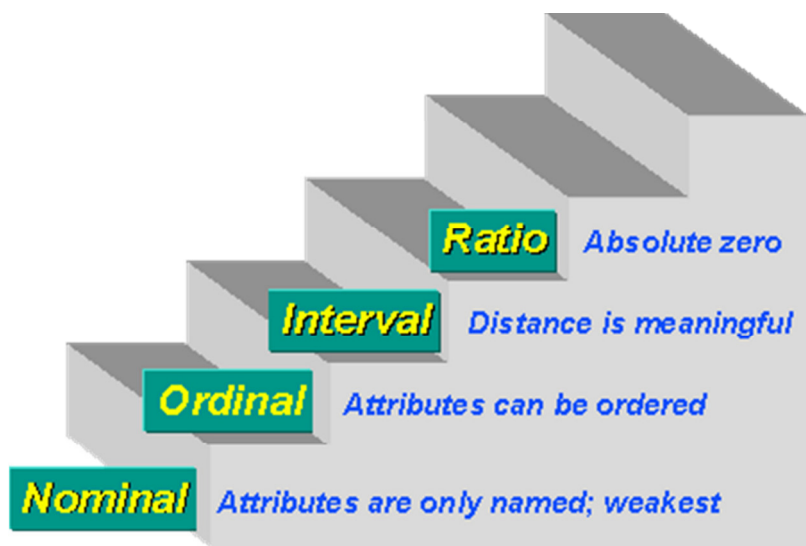 Ratio Absolute zero
Interval Distance is meaningful
Ordinal Attributes can be ordered
Nominal Attributes are only named; weakest